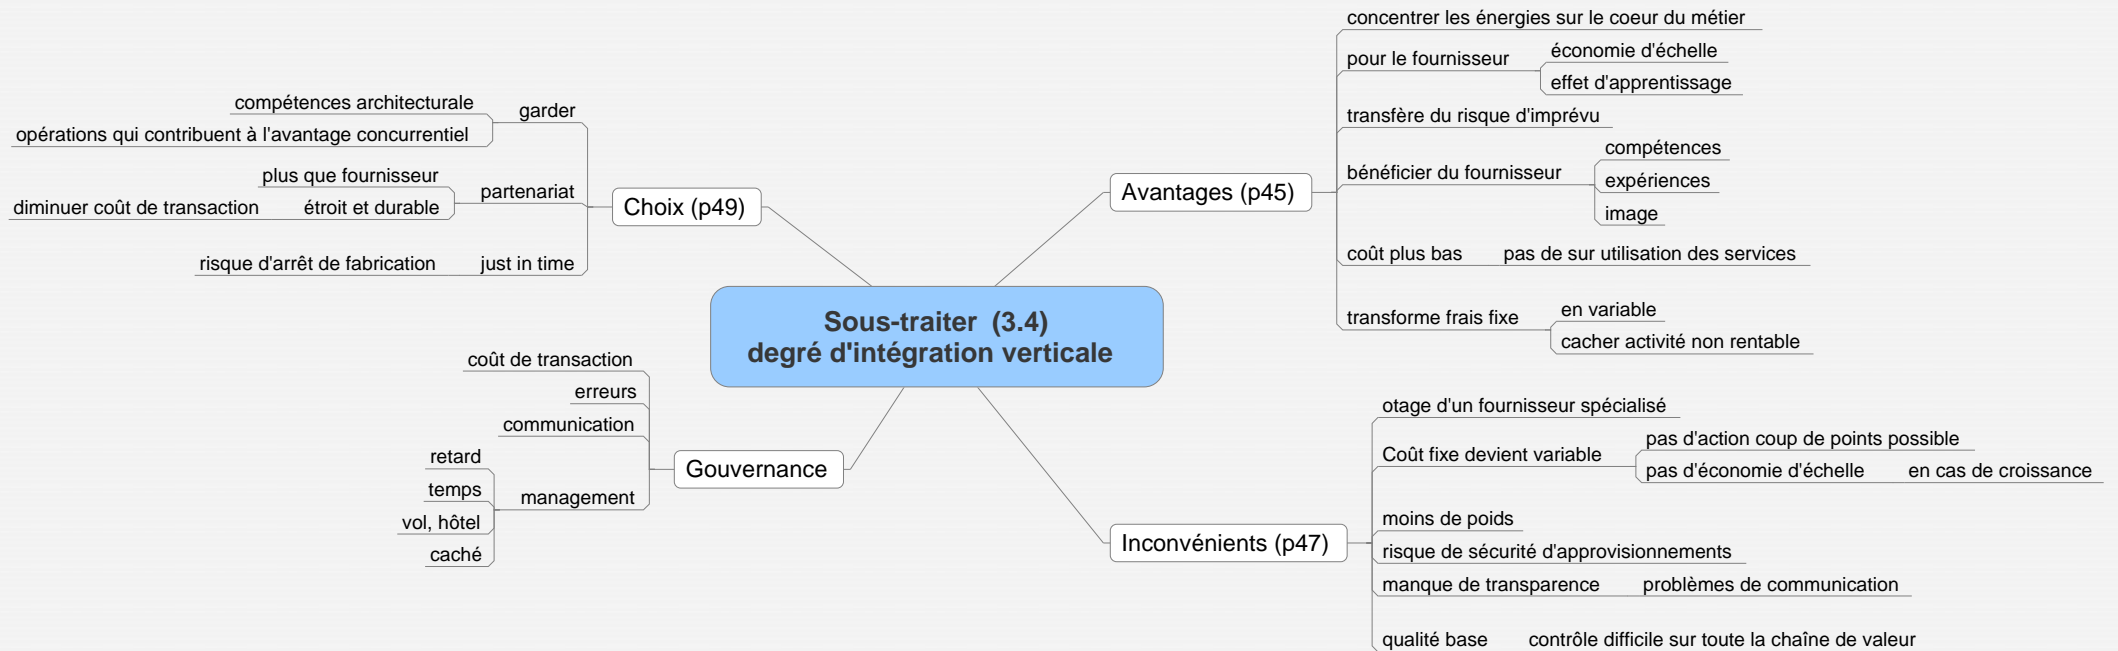 Sous-traiter (3.4)
degré d'intégration verticale
Avantages (p45)
concentrer les énergies sur le coeur du métier
pour le fournisseur
économie d'échelle
effet d'apprentissage
transfère du risque d'imprévu
bénéficier du fournisseur
compétences
expériences
image
coût plus bas
pas de sur utilisation des services
transforme frais fixe
en variable
cacher activité non rentable
Inconvénients (p47)
otage d'un fournisseur spécialisé
Coût fixe devient variable
pas d'action coup de points possible
pas d'économie d'échelle
en cas de croissance
moins de poids
risque de sécurité d'approvisionnements
manque de transparence
problèmes de communication
qualité base
contrôle difficile sur toute la chaîne de valeur
Choix (p49)
garder
compétences architecturale
opérations qui contribuent à l'avantage concurrentiel
partenariat
plus que fournisseur
étroit et durable
diminuer coût de transaction
just in time
risque d'arrêt de fabrication
Gouvernance
coût de transaction
erreurs
communication
management
retard
temps
vol, hôtel
caché